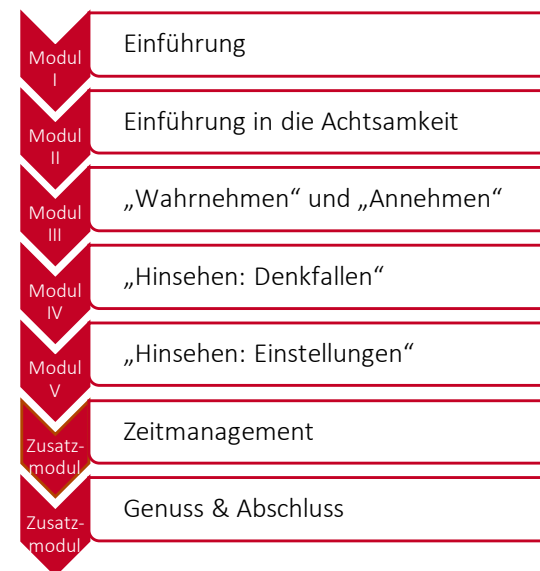 Modul
I
Einführung
Modul
II
Einführung in die Achtsamkeit
Modul
III
„Wahrnehmen“ und „Annehmen“
Modul
IV
„Hinsehen: Denkfallen“
Modul
V
„Hinsehen: Einstellungen“
Zusatz-
modul
Zeitmanagement
Zusatz-
modul
Genuss & Abschluss